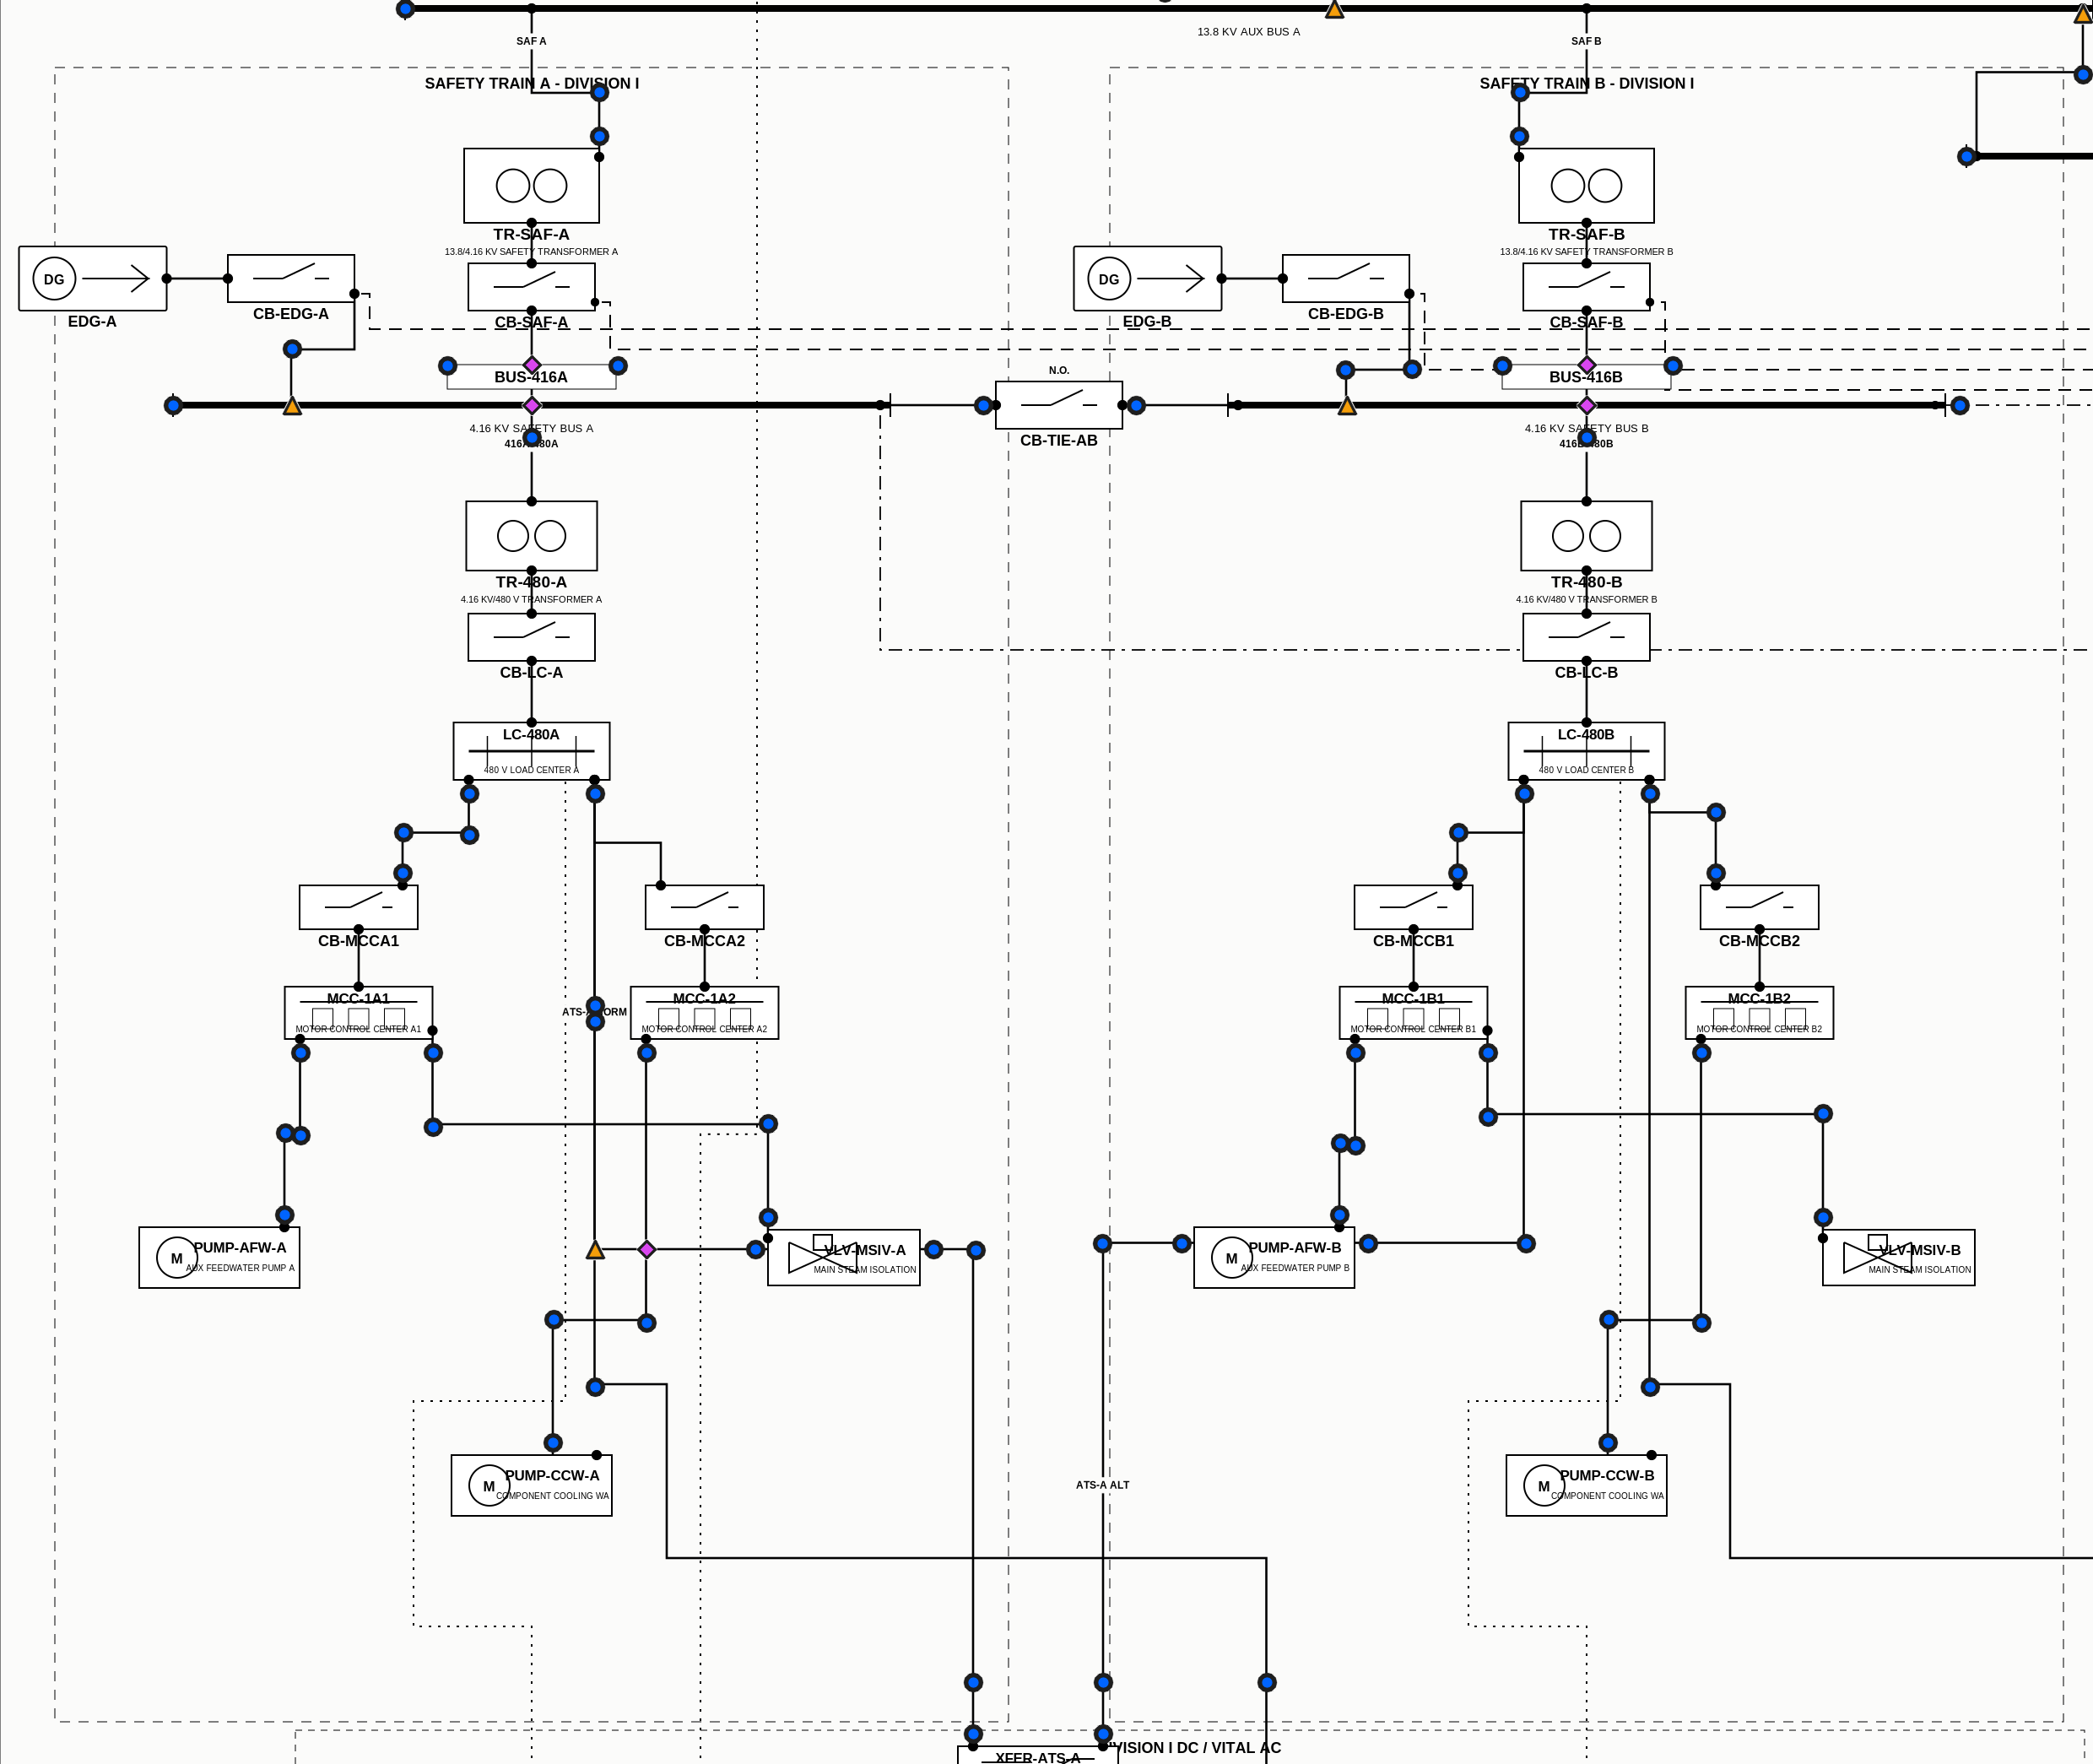 13.8 KV AUX BUS A
SAF A
SAF B
SAFETY TRAIN A - DIVISION I
SAFETY TRAIN B - DIVISION I
TR-SAF-A
13.8/4.16 KV SAFETY TRANSFORMER A
TR-SAF-B
13.8/4.16 KV SAFETY TRANSFORMER B
DG
EDG-A
CB-EDG-A
CB-SAF-A
DG
EDG-B
CB-EDG-B
CB-SAF-B
BUS-416A
N.O.
BUS-416B
4.16 KV SAFETY BUS A
CB-TIE-AB
4.16 KV SAFETY BUS B
TR-480-A
4.16 KV/480 V TRANSFORMER A
TR-480-B
4.16 KV/480 V TRANSFORMER B
CB-LC-A
CB-LC-B
LC-480A
480 V LOAD CENTER A
LC-480B
480 V LOAD CENTER B
CB-MCCA1
CB-MCCA2
CB-MCCB1
CB-MCCB2
MCC-1A1
MOTOR CONTROL CENTER A1
MCC-1A2
MOTOR CONTROL CENTER A2
MCC-1B1
MOTOR CONTROL CENTER B1
MCC-1B2
MOTOR CONTROL CENTER B2
M
PUMP-AFW-A
AUX FEEDWATER PUMP A
VLV-MSIV-A
MAIN STEAM ISOLATION
M
PUMP-AFW-B
AUX FEEDWATER PUMP B
VLV-MSIV-B
MAIN STEAM ISOLATION
M
PUMP-CCW-A
COMPONENT COOLING WA
ATS-A ALT
M
PUMP-CCW-B
COMPONENT COOLING WA
XFER-ATS-A
VISION I DC / VITAL AC